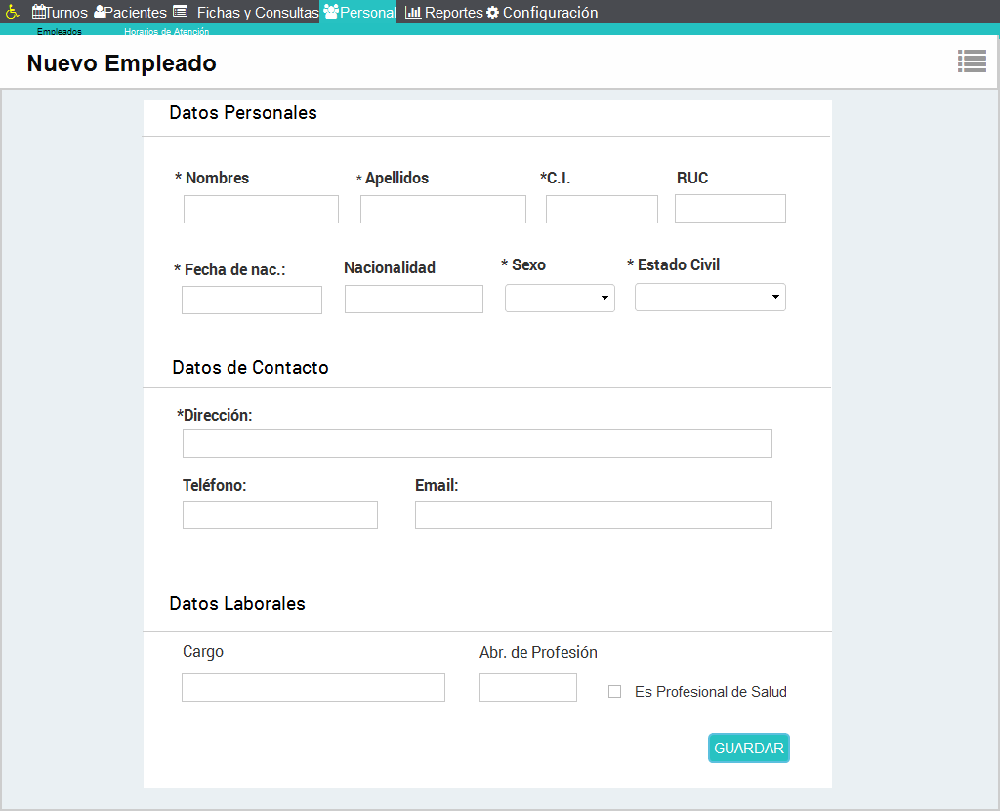 Turnos Pacientes Fichas y Consultas Personal Reportes Configuración
Empleados Horarios de Atención
Nuevo Empleado
Datos Personales
* Nombres * Apellidos *C.I. RUC
* Fecha de nac.: Nacionalidad * Sexo * Estado Civil
Datos de Contacto
*Dirección:
Teléfono: Email:
Datos Laborales
Cargo Abr. de Profesión
Es Profesional de Salud
GUARDAR